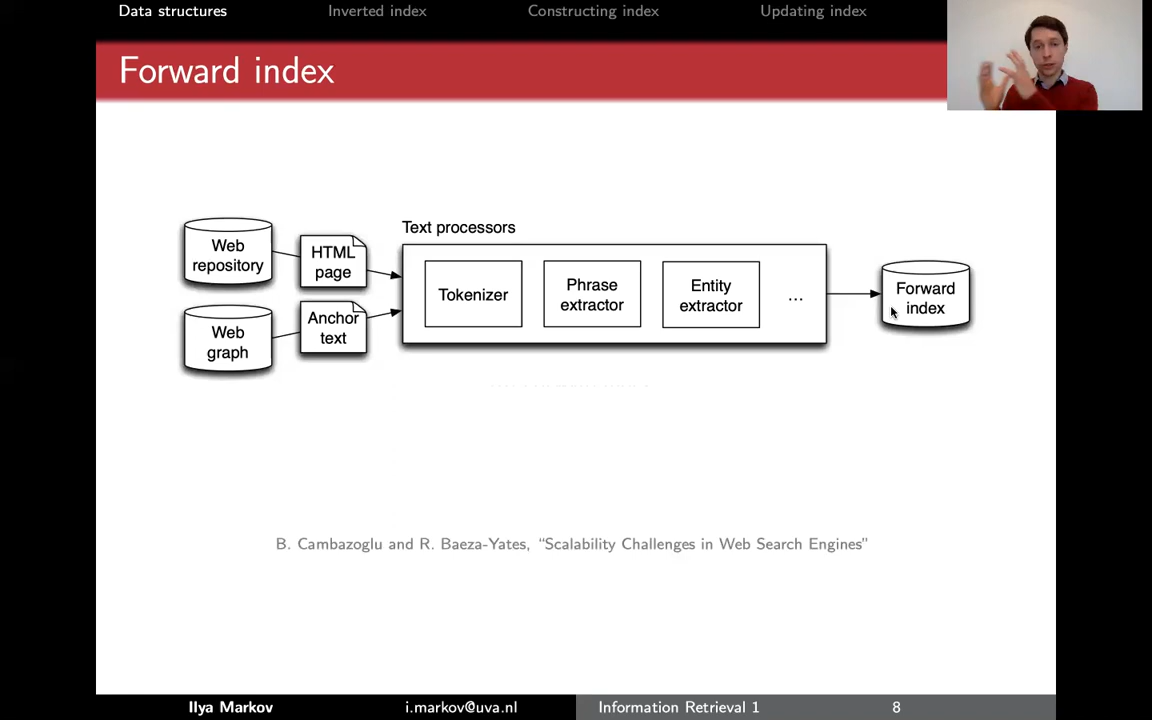 Data structures Inverted index Constructing index Updating index
Forward index
Text processors
Web
repository
HTML
page
Web
graph
Anchor
text
Tokenizer
Phrase
extractor
Entity
extractor
...
Forward
index
B. Cambazoglu and R. Baeza-Yates, “Scalability Challenges in Web Search Engines”
Ilya Markov i.markov@uva.nl Information Retrieval 1 8